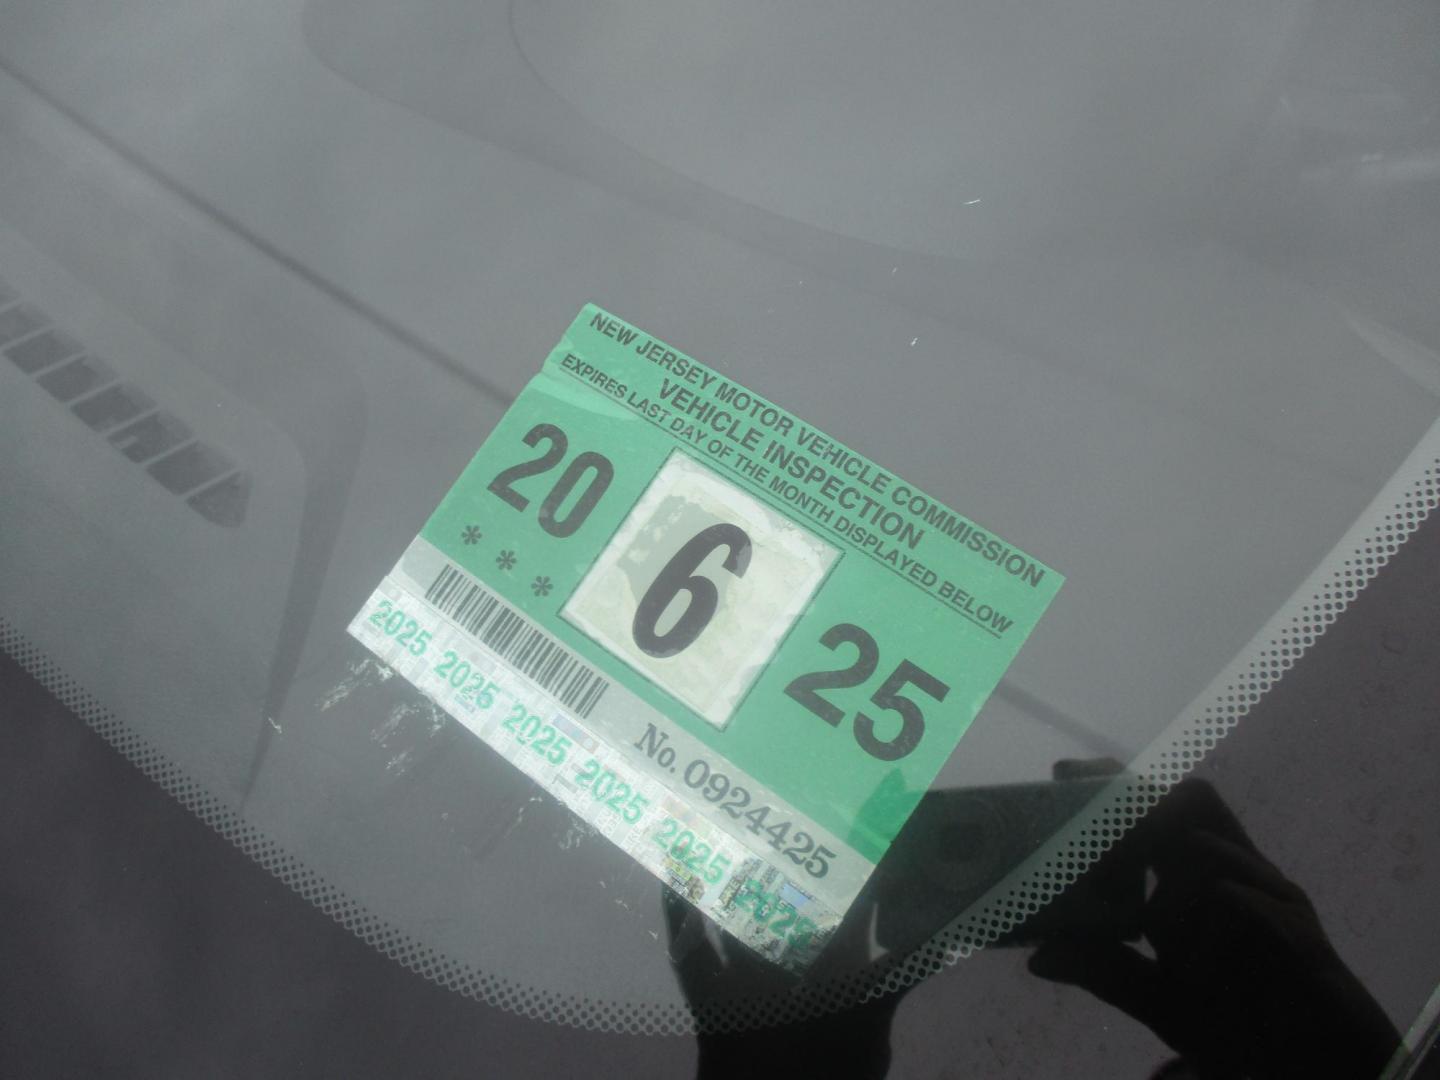 NEW JERSEY MOTOR VEHICLE COMMISSION
VEHICLE INSPECTION
EXPIRES LAST DAY OF THE MONTH DISPLAYED BELOW
20 6 25
***
No. 0924425
2025 2025 2025 2025 2025 2025